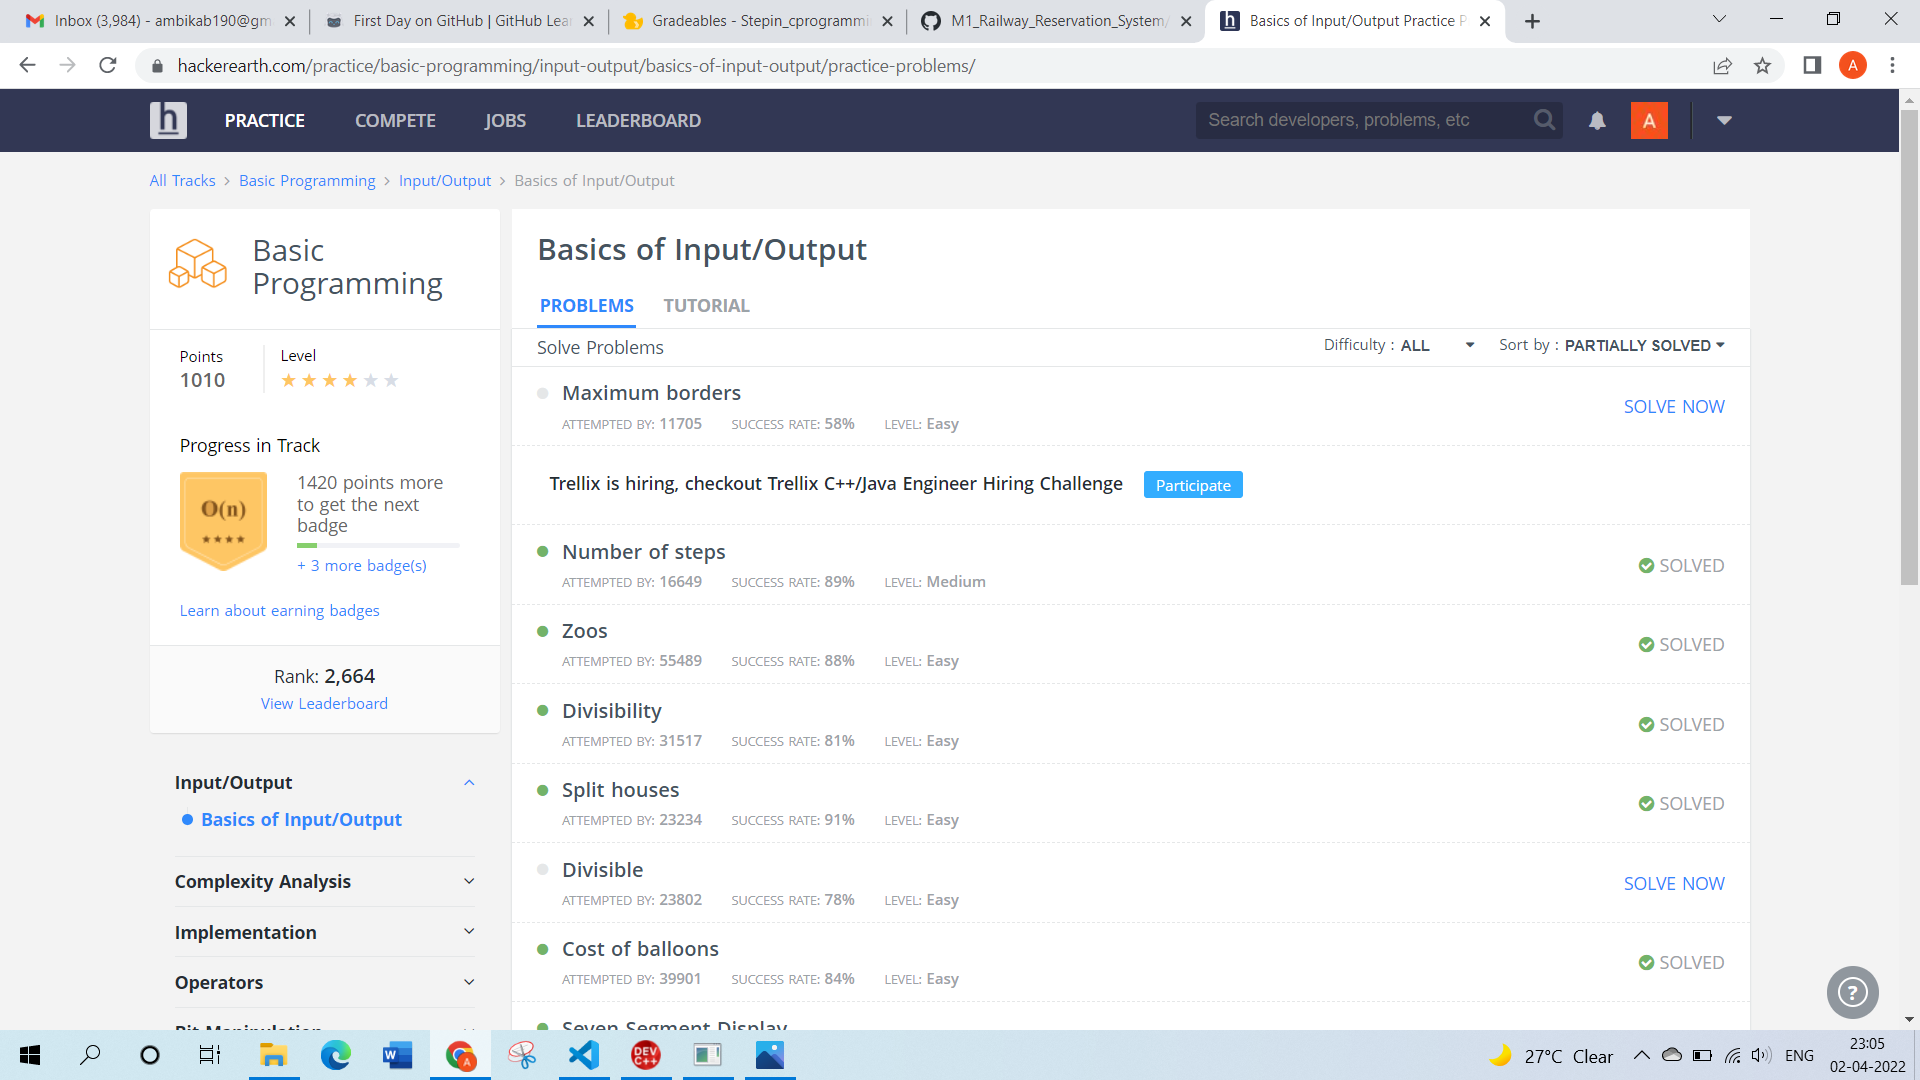 Inbox (3,984) - ambikab190@gm
First Day on GitHub | GitHub Lea
Gradeables - Stepin_cprogrammi
M1_Railway_Reservation_System/
Basics of Input/Output Practice P
hackerearth.com/practice/basic-programming/input-output/basics-of-input-output/practice-problems/
A
h
PRACTICE
COMPETE
JOBS
LEADERBOARD
Search developers, problems, etc
A
All Tracks > Basic Programming > Input/Output > Basics of Input/Output
Basic
Programming
Points
1010
Level
Progress in Track
O(n)
1420 points more
to get the next
badge
+ 3 more badge(s)
Learn about earning badges
Rank: 2,664
View Leaderboard
Input/Output
Basics of Input/Output
Complexity Analysis
Implementation
Operators
Bit Manipulation
Basics of Input/Output
PROBLEMS
TUTORIAL
Solve Problems
Difficulty : ALL
Sort by : PARTIALLY SOLVED
Maximum borders
ATTEMPTED BY: 11705 SUCCESS RATE: 58% LEVEL: Easy
SOLVE NOW
Trellix is hiring, checkout Trellix C++/Java Engineer Hiring Challenge
Participate
Number of steps
ATTEMPTED BY: 16649 SUCCESS RATE: 89% LEVEL: Medium
SOLVED
Zoos
ATTEMPTED BY: 55489 SUCCESS RATE: 88% LEVEL: Easy
SOLVED
Divisibility
ATTEMPTED BY: 31517 SUCCESS RATE: 81% LEVEL: Easy
SOLVED
Split houses
ATTEMPTED BY: 23234 SUCCESS RATE: 91% LEVEL: Easy
SOLVED
Divisible
ATTEMPTED BY: 23802 SUCCESS RATE: 78% LEVEL: Easy
SOLVE NOW
Cost of balloons
ATTEMPTED BY: 39901 SUCCESS RATE: 84% LEVEL: Easy
SOLVED
Seven Segment Display
?
W
A
DEV
C++
27°C Clear
ENG
23:05
02-04-2022